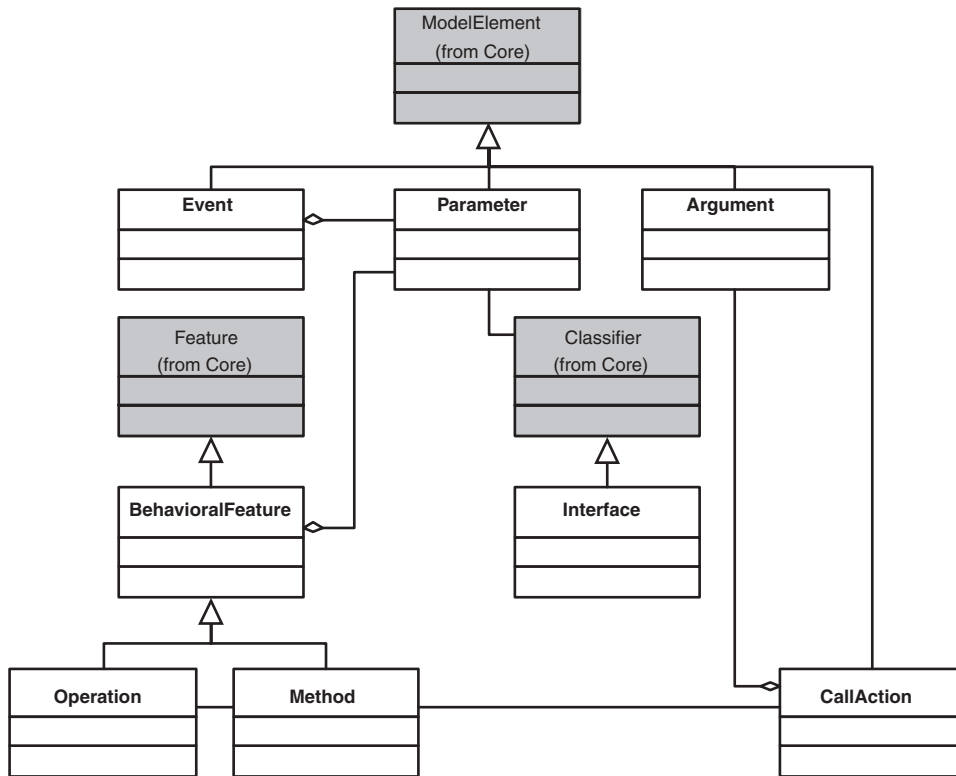 ModelElement
(from Core)
Event
Parameter
Argument
Feature
(from Core)
Classifier
(from Core)
BehavioralFeature
Interface
Operation
Method
CallAction